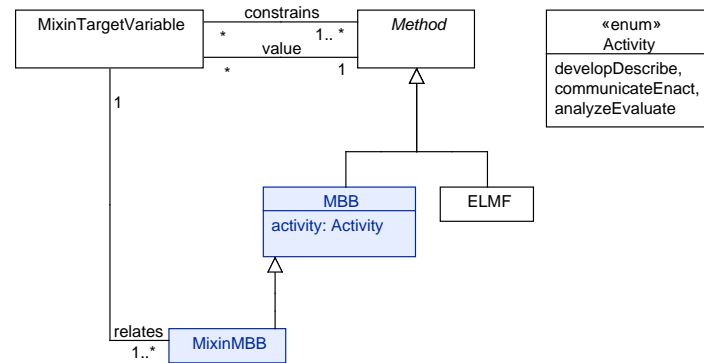 MixinTargetVariable
constrains
*
1.. *
value
*
1
Method
«enum»
Activity
developDescribe,
communicateEnact,
analyzeEvaluate
1
MBB
activity: Activity
ELMF
relates
1..*
MixinMBB